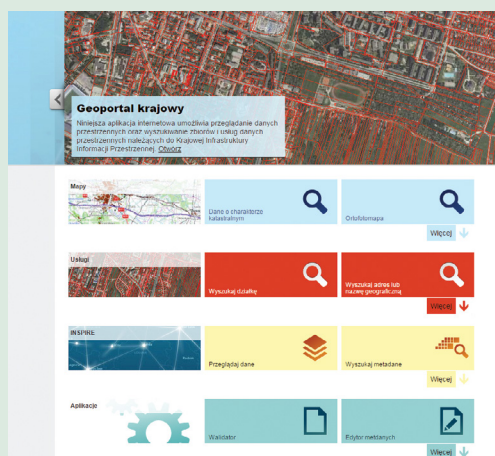 Geoportal krajowy
Niniejsza aplikacja internetowa umożliwia przeglądanie danych
przestrzennych oraz wyszukiwanie zbiorów i usług danych
przestrzennych należących do Krajowej Infrastruktury
Informacji Przestrzennej. Otwórz
Mapy
Dane o charakterze
katastralnym
Ortofotomapa
Więcej
Usługi
Wyszukaj działkę
Wyszukaj adres lub
nazwę geograficzną
Więcej
INSPIRE
Przeglądaj dane
Wyszukaj metadane
Więcej
Aplikacje
Walidator
Edytor metadanych
Więcej